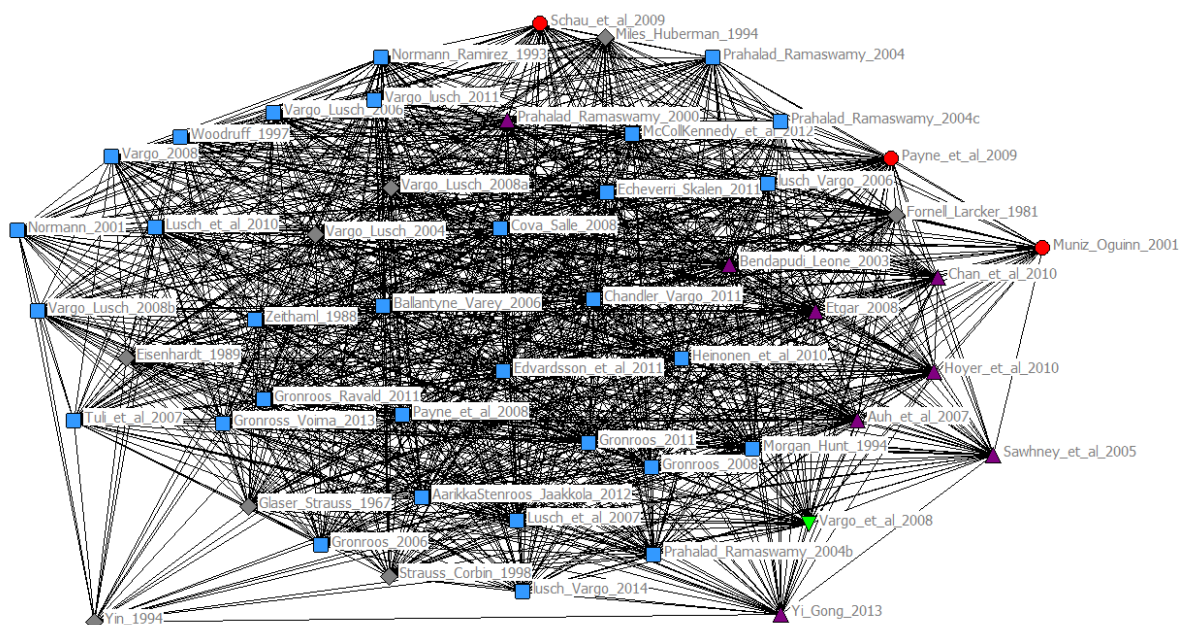 Schau_et_al_2009
Miles_Huberman_1994
Normann_Ramirez_1993
Prahalad_Ramaswamy_2004
Vargo_lusch_2011
Vargo_Lusch_2006
Prahalad_Ramaswamy_2000
Prahalad_Ramaswamy_2004c
Woodruff_1997
McCollKennedy_et_al_2012
Vargo_2008
Payne_et_al_2009
Vargo_Lusch_2008a
Echeverri_Skalen_2011
lusch_Vargo_2006
Fornell_Larcker_1981
Normann_2001
Lusch_et_al_2010
Vargo_Lusch_2004
Cova_Salle_2008
Muniz_Oguinn_2001
Bendapudi_Leone_2003
Chan_et_al_2010
Vargo_Lusch_2008b
Zeithaml_1988
Ballantyne_Varey_2006
Chandler_Vargo_2011
Etgar_2008
Eisenhardt_1989
Edvardsson_et_al_2011
Heinonen_et_al_2010
Hoyer_et_al_2010
Gronroos_Ravald_2011
Tuli_et_al_2007
Gronross_Voima_2013
Payne_et_al_2008
Auh_et_al_2007
Gronroos_2011
Morgan_Hunt_1994
Sawhney_et_al_2005
Gronroos_2008
Glaser_Strauss_1967
AarikkaStenroos_Jaakkola_2012
Lusch_et_al_2007
Vargo_et_al_2008
Gronroos_2006
Prahalad_Ramaswamy_2004b
Strauss_Corbin_1998
lusch_Vargo_2014
Yin_1994
Yi_Gong_2013